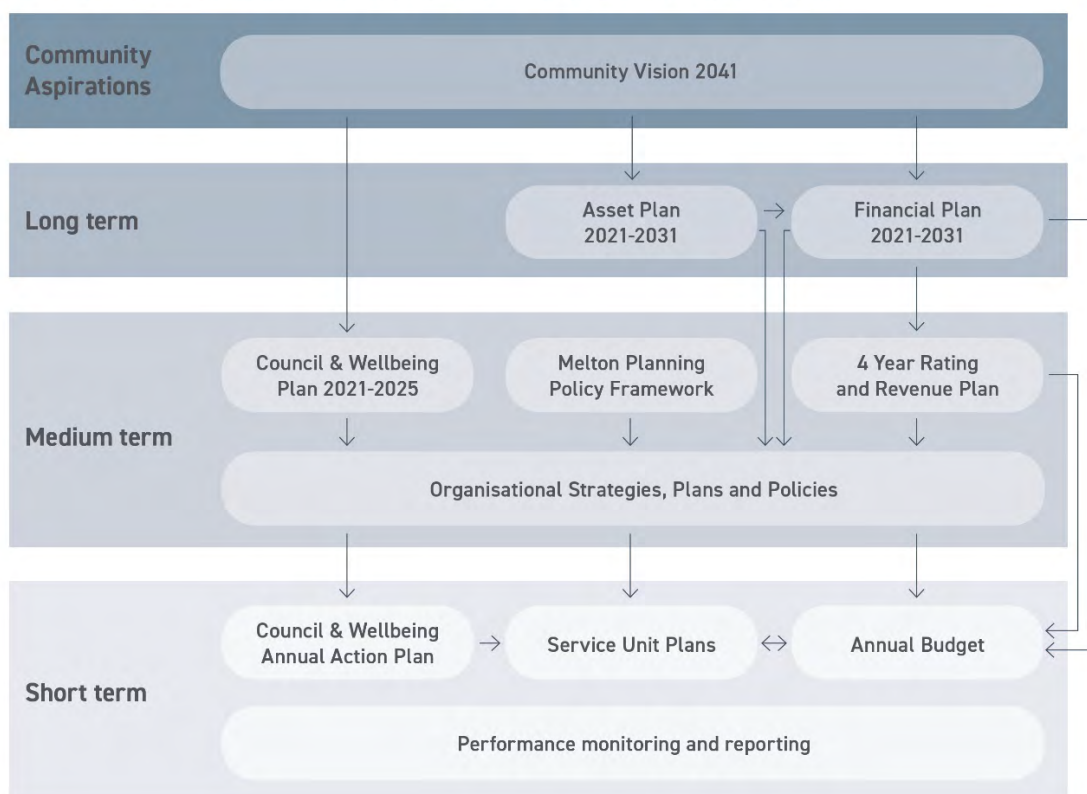 Community
Aspirations
Community Vision 2041
Long term
Asset Plan
2021-2031
Financial Plan
2021-2031
Medium term
Council & Wellbeing
Plan 2021-2025
Melton Planning
Policy Framework
4 Year Rating
and Revenue Plan
Organisational Strategies, Plans and Policies
Short term
Council & Wellbeing
Annual Action Plan
Service Unit Plans
Annual Budget
Performance monitoring and reporting